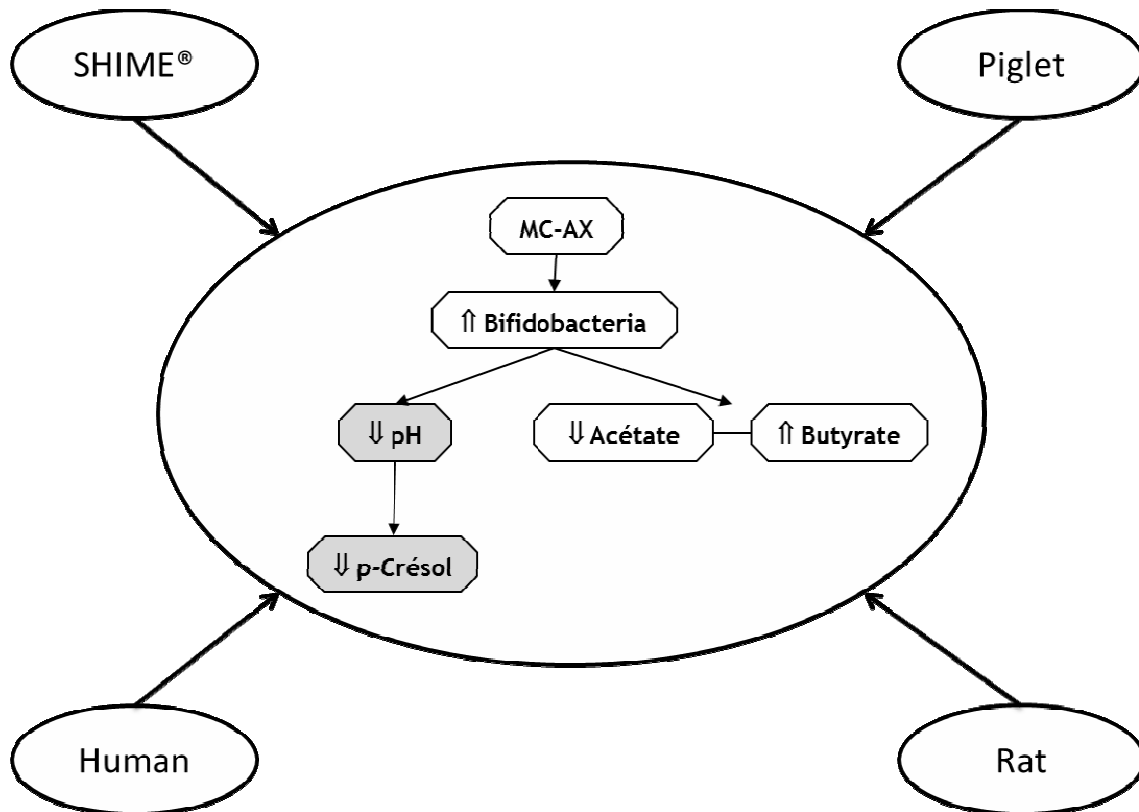 SHIME®
Piglet
MC-AX
⇑ Bifidobacteria
⇓ pH
⇓ Acétate
⇑ Butyrate
⇓ p-Crésol
Human
Rat